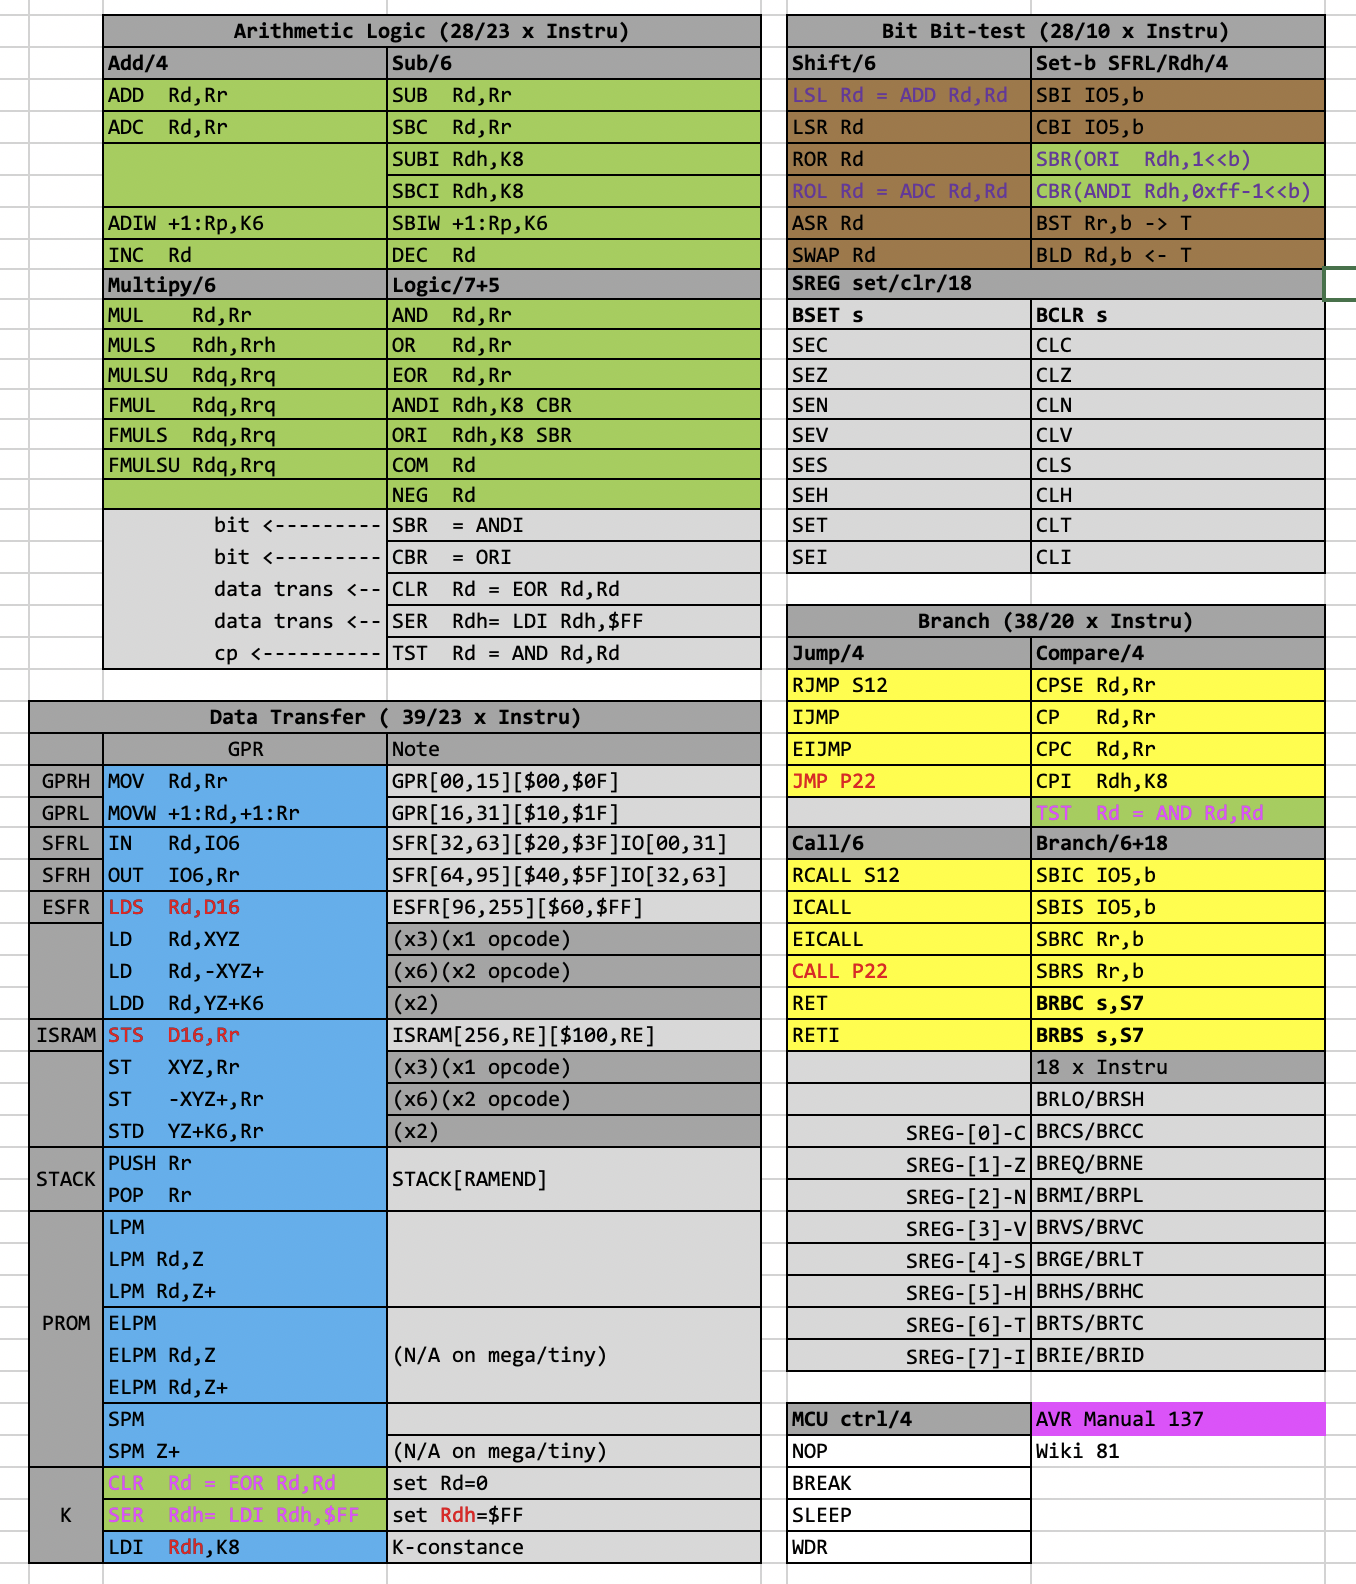 Arithmetic Logic (28/23 x Instru)
Add/4 Sub/6
ADD Rd,Rr SUB Rd,Rr
ADC Rd,Rr SBC Rd,Rr
SUBI Rdh,K8
SBCI Rdh,K8
ADIW +1:Rp,K6 SBIW +1:Rp,K6
INC Rd DEC Rd
Multipy/6 Logic/7+5
MUL Rd,Rr AND Rd,Rr
MULS Rdh,Rrh OR Rd,Rr
MULSU Rdq,Rrq EOR Rd,Rr
FMUL Rdq,Rrq ANDI Rdh,K8 CBR
FMULS Rdq,Rrq ORI Rdh,K8 SBR
FMULSU Rdq,Rrq COM Rd
NEG Rd
bit <--------- SBR = ANDI
bit <--------- CBR = ORI
data trans <-- CLR Rd = EOR Rd,Rd
data trans <-- SER Rdh= LDI Rdh,$FF
cp <---------- TST Rd = AND Rd,Rd
Data Transfer ( 39/23 x Instru)
GPR Note
GPRH MOV Rd,Rr GPR[00,15][$00,$0F]
GPRL MOVW +1:Rd,+1:Rr GPR[16,31][$10,$1F]
SFRL IN Rd,IO6 SFR[32,63][$20,$3F]IO[00,31]
SFRH OUT IO6,Rr SFR[64,95][$40,$5F]IO[32,63]
ESFR LDS Rd,D16 ESFR[96,255][$60,$FF]
LD Rd,XYZ (x3)(x1 opcode)
LD Rd,-XYZ+ (x6)(x2 opcode)
LDD Rd,YZ+K6 (x2)
ISRAM STS D16,Rr ISRAM[256,RE][$100,RE]
ST XYZ,Rr (x3)(x1 opcode)
ST -XYZ+,Rr (x6)(x2 opcode)
STD YZ+K6,Rr (x2)
STACK PUSH Rr STACK[RAMEND]
POP Rr
PROM LPM
LPM Rd,Z
LPM Rd,Z+
ELPM
ELPM Rd,Z (N/A on mega/tiny)
ELPM Rd,Z+
SPM
SPM Z+ (N/A on mega/tiny)
K CLR Rd = EOR Rd,Rd set Rd=0
SER Rdh= LDI Rdh,$FF set Rdh=$FF
LDI Rdh,K8 K-constance
Bit Bit-test (28/10 x Instru)
Shift/6 Set-b SFRL/Rdh/4
LSL Rd = ADD Rd,Rd SBI IO5,b
LSR Rd CBI IO5,b
ROR Rd SBR(ORI Rdh,1<<b)
ROL Rd = ADC Rd,Rd CBR(ANDI Rdh,0xff-1<<b)
ASR Rd BST Rr,b -> T
SWAP Rd BLD Rd,b <- T
SREG set/clr/18
BSET s BCLR s
SEC CLC
SEZ CLZ
SEN CLN
SEV CLV
SES CLS
SEH CLH
SET CLT
SEI CLI
Branch (38/20 x Instru)
Jump/4 Compare/4
RJMP S12 CPSE Rd,Rr
IJMP CP Rd,Rr
EIJMP CPC Rd,Rr
JMP P22 CPI Rdh,K8
TST Rd = AND Rd,Rd
Call/6 Branch/6+18
RCALL S12 SBIC IO5,b
ICALL SBIS IO5,b
EICALL SBRC Rr,b
CALL P22 SBRS Rr,b
RET BRBC s,S7
RETI BRBS s,S7
18 x Instru
BRLO/BRSH
SREG-[0]-C BRCS/BRCC
SREG-[1]-Z BREQ/BRNE
SREG-[2]-N BRMI/BRPL
SREG-[3]-V BRVS/BRVC
SREG-[4]-S BRGE/BRLT
SREG-[5]-H BRHS/BRHC
SREG-[6]-T BRTS/BRTC
SREG-[7]-I BRIE/BRID
MCU ctrl/4 AVR Manual 137
NOP Wiki 81
BREAK
SLEEP
WDR